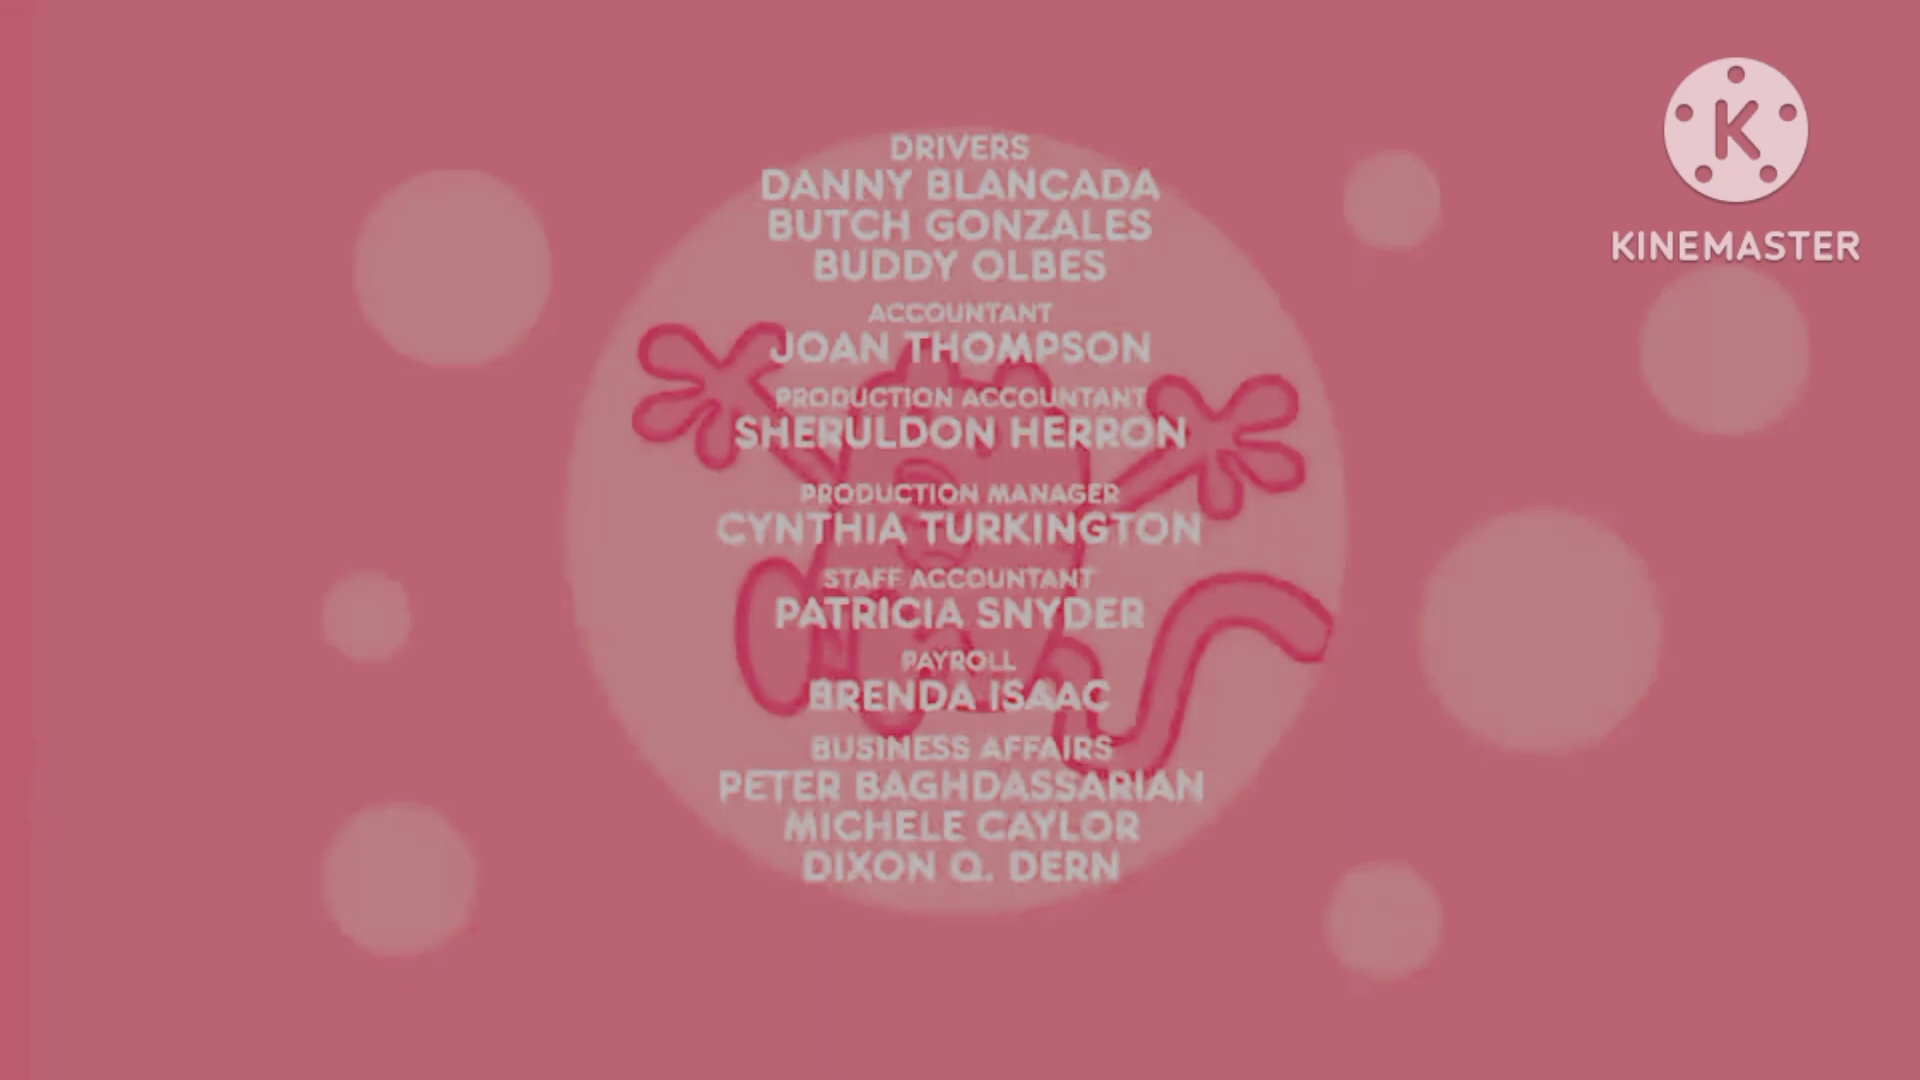 DRIVERS
DANNY BLANCADA
BUTCH GONZALES
BUDDY OLBES
ACCOUNTANT
JOAN THOMPSON
PRODUCTION ACCOUNTANT
SHERULDON HERRON
PRODUCTION MANAGER
CYNTHIA TURKINGTON
STAFF ACCOUNTANT
PATRICIA SNYDER
PAYROLL
BRENDA ISAAC
BUSINESS AFFAIRS
PETER BAGHDASSARIAN
MICHELE CAYLOR
DIXON Q. DERN
K
KINEMASTER